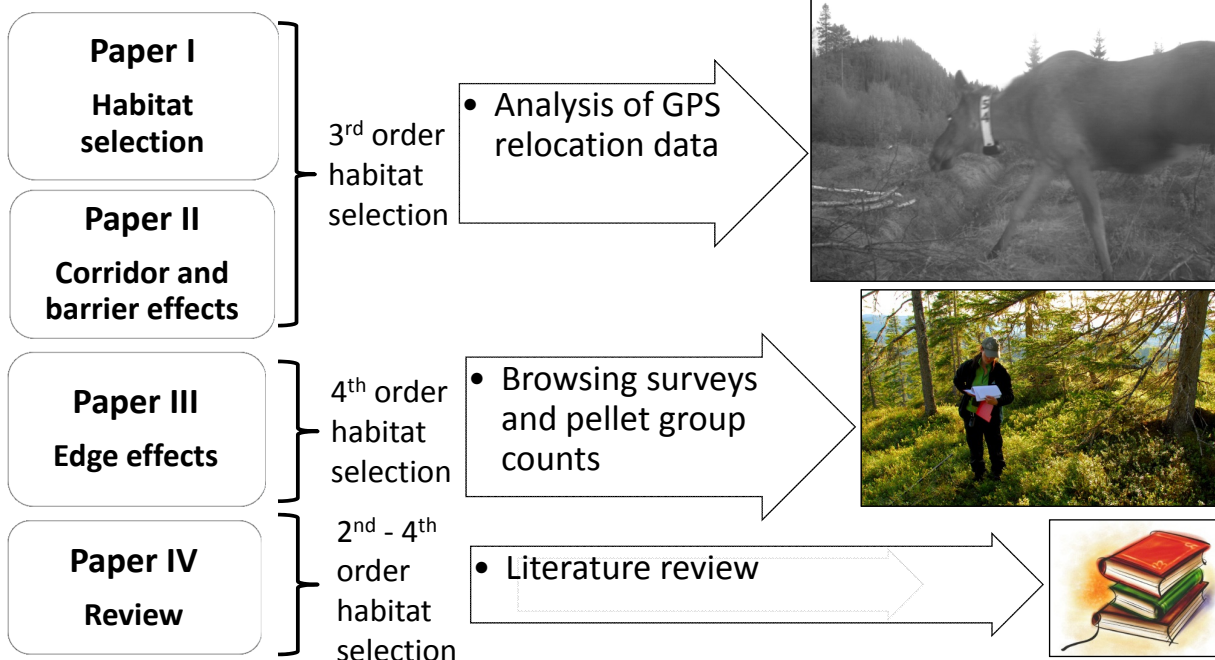 Paper I
Habitat
selection
Paper II
Corridor and
barrier effects
3rd order
habitat
selection
• Analysis of GPS
relocation data
Paper III
Edge effects
4th order
habitat
selection
• Browsing surveys
and pellet group
counts
Paper IV
Review
2nd - 4th
order
habitat
selection
• Literature review